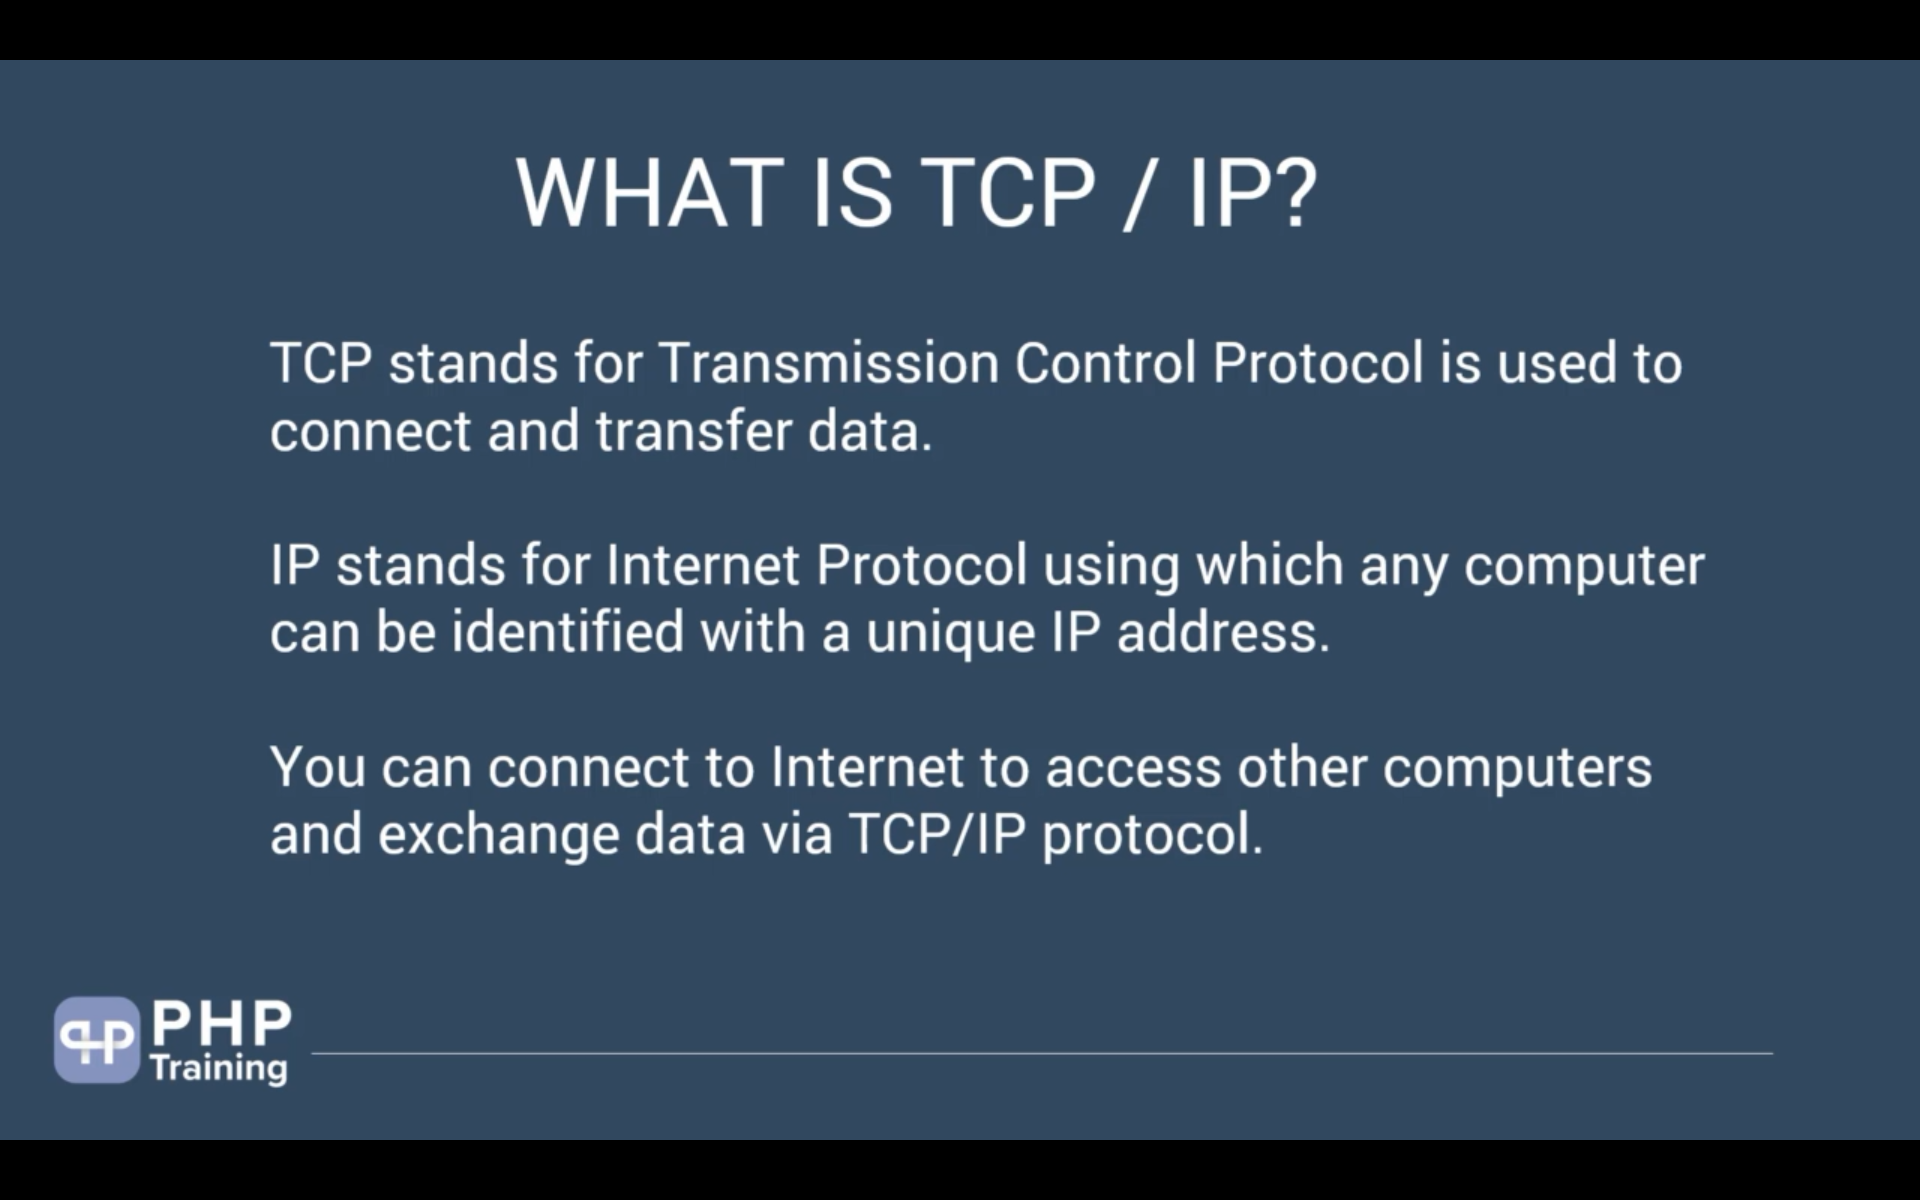 WHAT IS TCP / IP?
TCP stands for Transmission Control Protocol is used to
connect and transfer data.
IP stands for Internet Protocol using which any computer
can be identified with a unique IP address.
You can connect to Internet to access other computers
and exchange data via TCP/IP protocol.
PHP
Training